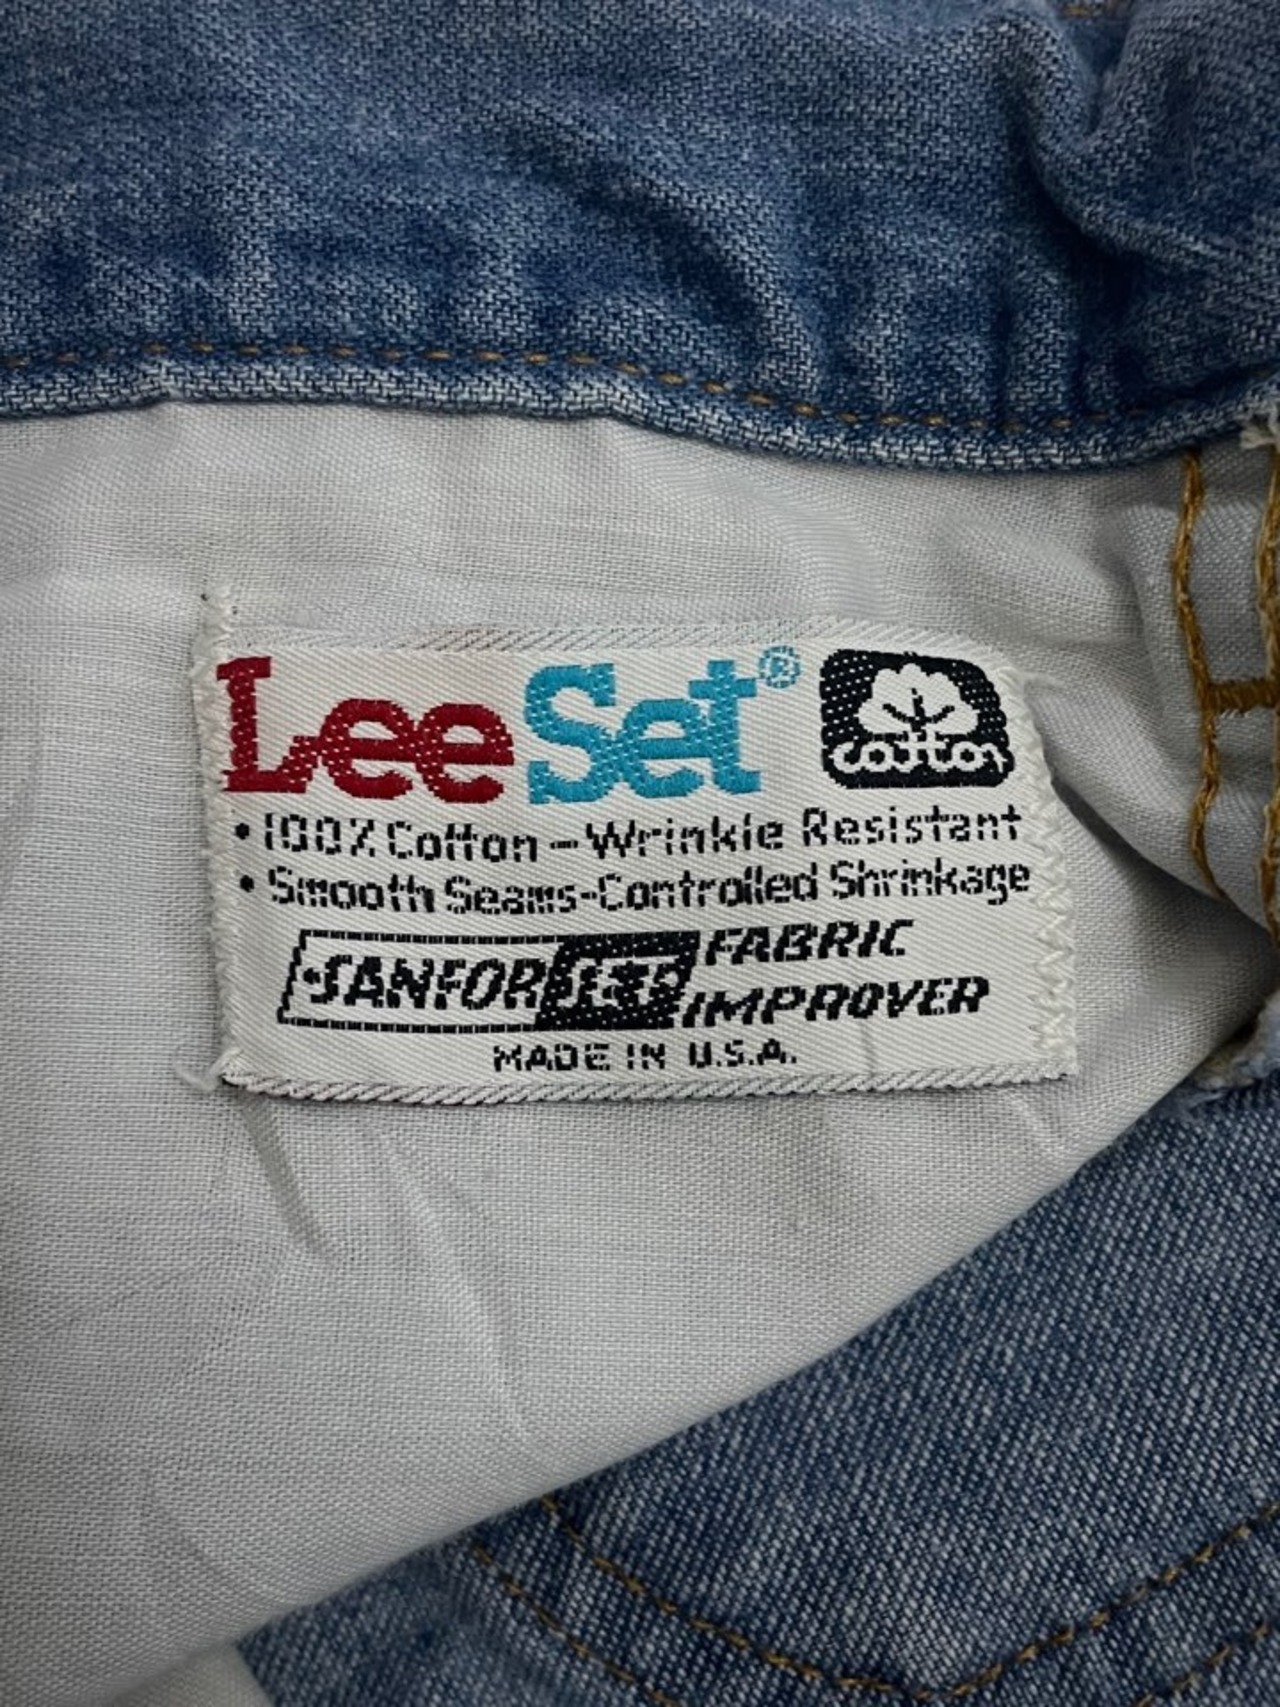 LeeSet®
cotton
• 100% Cotton – Wrinkle Resistant
• Smooth Seams-Controlled Shrinkage
SANFOR SET FABRIC
IMPROVER
MADE IN U.S.A.